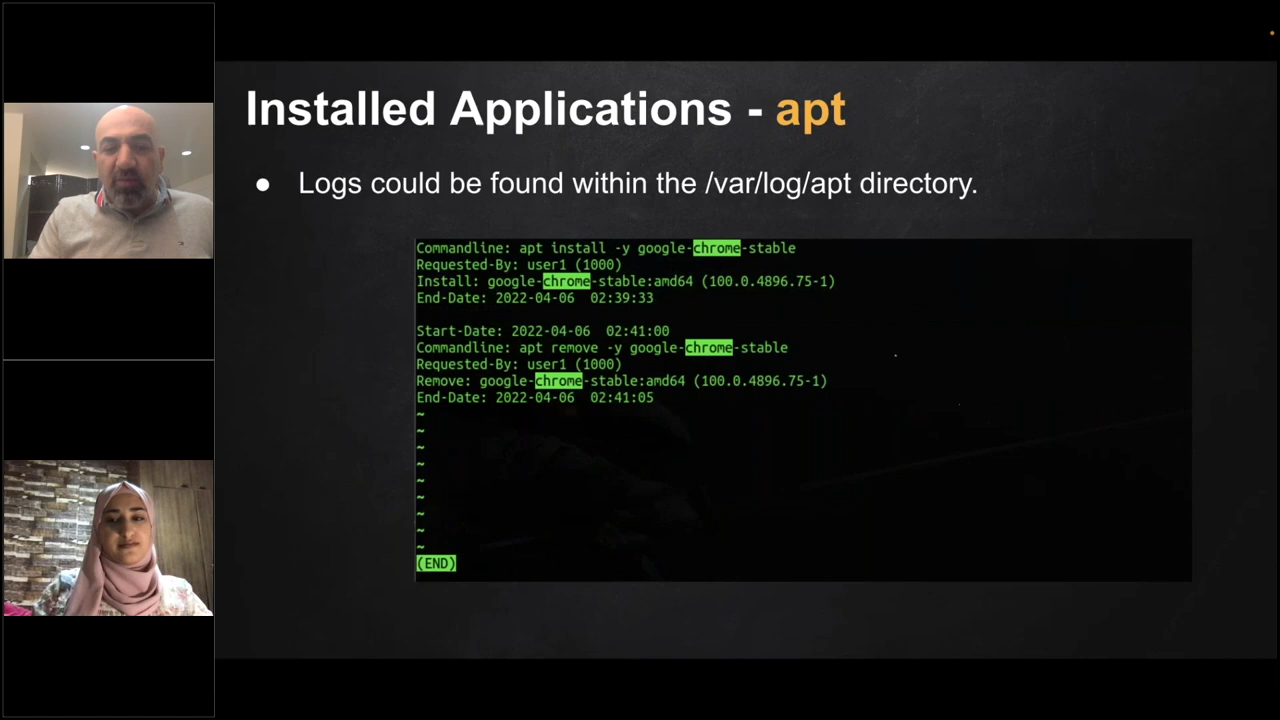 Installed Applications - apt
● Logs could be found within the /var/log/apt directory.
Commandline: apt install -y google-chrome-stable
Requested-By: user1 (1000)
Install: google-chrome-stable:amd64 (100.0.4896.75-1)
End-Date: 2022-04-06  02:39:33
Start-Date: 2022-04-06  02:41:00
Commandline: apt remove -y google-chrome-stable
Requested-By: user1 (1000)
Remove: google-chrome-stable:amd64 (100.0.4896.75-1)
End-Date: 2022-04-06  02:41:05
~
~
~
~
~
~
~
~
~
(END)